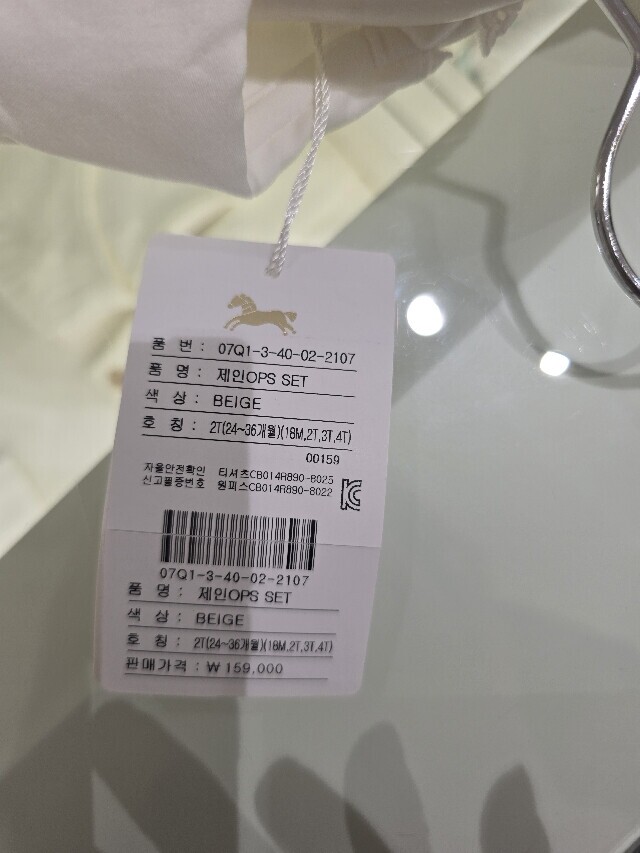 품 번 : 07Q1-3-40-02-2107
품 명 : 제인OPS SET
색 상 : BEIGE
호 칭 : 2T(24~36개월)(18M,2T,3T,4T)
00159
자율안전확인 티셔츠CB014R890-8025
신고필증번호 원피스CB014R890-8022
07Q1-3-40-02-2107
품 명 : 제인OPS SET
색 상 : BEIGE
호 칭 : 2T(24~36개월)(18M,2T,3T,4T)
판매가격 : ₩ 159,000